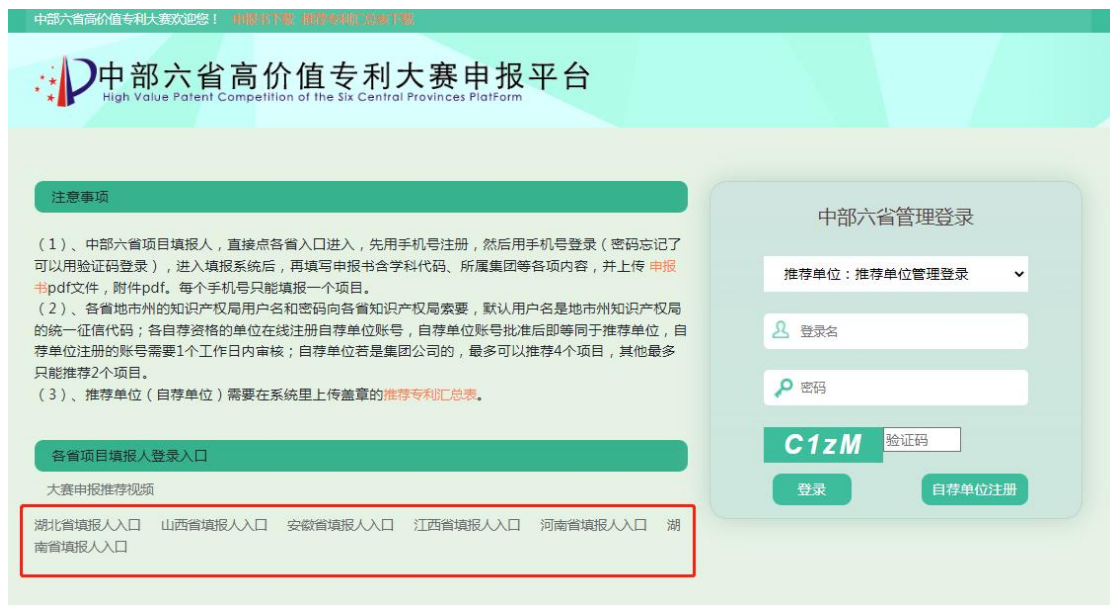 中部六省高价值专利大赛欢迎您！ 申报书下载 推荐专利汇总表下载
中部六省高价值专利大赛申报平台
High Value Patent Competition of the Six Central Provinces PlatForm
注意事项
（1）、中部六省项目填报人，直接点各省入口进入，先用手机号注册，然后用手机号登录（密码忘记了
可以用验证码登录），进入填报系统后，再填写申报书含学科代码、所属集团等各项内容，并上传 申报
书pdf文件，附件pdf。每个手机号只能填报一个项目。
（2）、各省地市州的知识产权局用户名和密码向各省知识产权局索要，默认用户名是地市州知识产权局
的统一征信代码；各自荐资格的单位在线注册自荐单位账号，自荐单位账号批准后即等同于推荐单位，自
荐单位注册的账号需要1个工作日内审核；自荐单位若是集团公司的，最多可以推荐4个项目，其他最多
只能推荐2个项目。
（3）、推荐单位（自荐单位）需要在系统里上传盖章的推荐专利汇总表。
各省项目填报人登录入口
大赛申报推荐视频
湖北省填报人入口 山西省填报人入口 安徽省填报人入口 江西省填报人入口 河南省填报人入口 湖
南省填报人入口
中部六省管理登录
推荐单位：推荐单位管理登录
登录名
密码
C1zM 验证码
登录 自荐单位注册